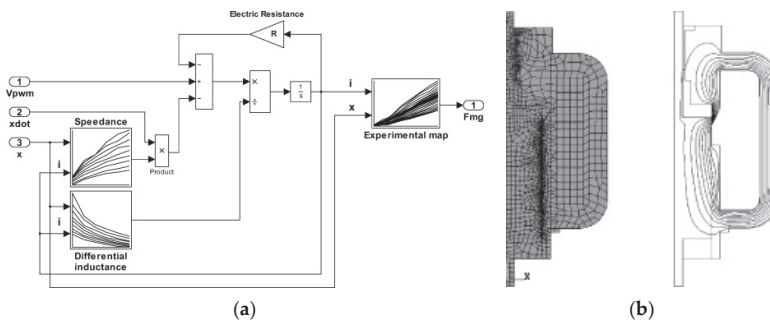 Electric Resistance
R
1
Vpwm
2
xdot
3
x
−
+
−
×
÷
1
s
i
x
Experimental map
1
Fmg
Speedance
i
×
Product
i
Differential
inductance
(a)
(b)